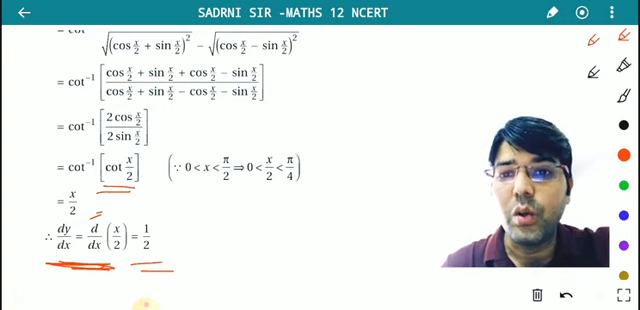 SADRNI SIR -MATHS 12 NCERT
= cot
√(cos x/2 + sin x/2)² − √(cos x/2 − sin x/2)²
= cot⁻¹ [(cos x/2 + sin x/2 + cos x/2 − sin x/2)/(cos x/2 + sin x/2 − cos x/2 − sin x/2)]
= cot⁻¹ [2 cos x/2 / 2 sin x/2]
= cot⁻¹ [cot x/2] (∵ 0 < x < π/2 ⇒ 0 < x/2 < π/4)
= x/2
∴ dy/dx = d/dx (x/2) = 1/2